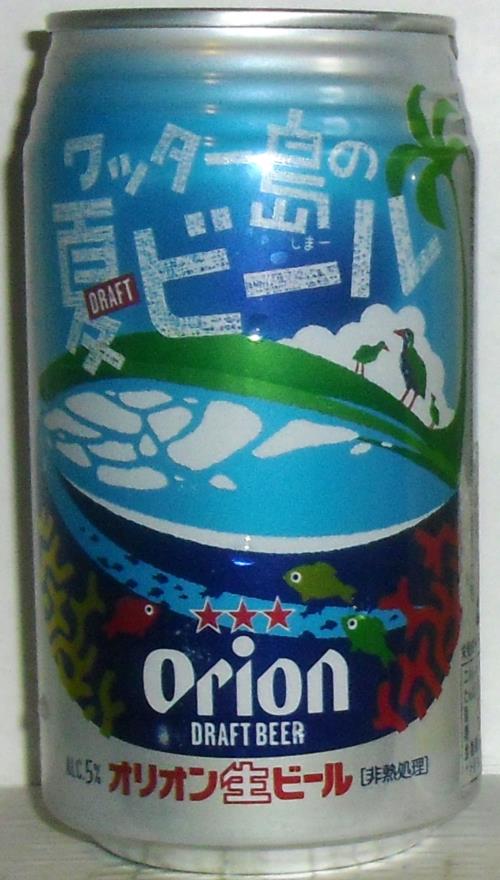 ワッター島の
しまー
夏ビール
DRAFT
Orion
DRAFT BEER
ALC.5% オリオン生ビール [非熱処理]